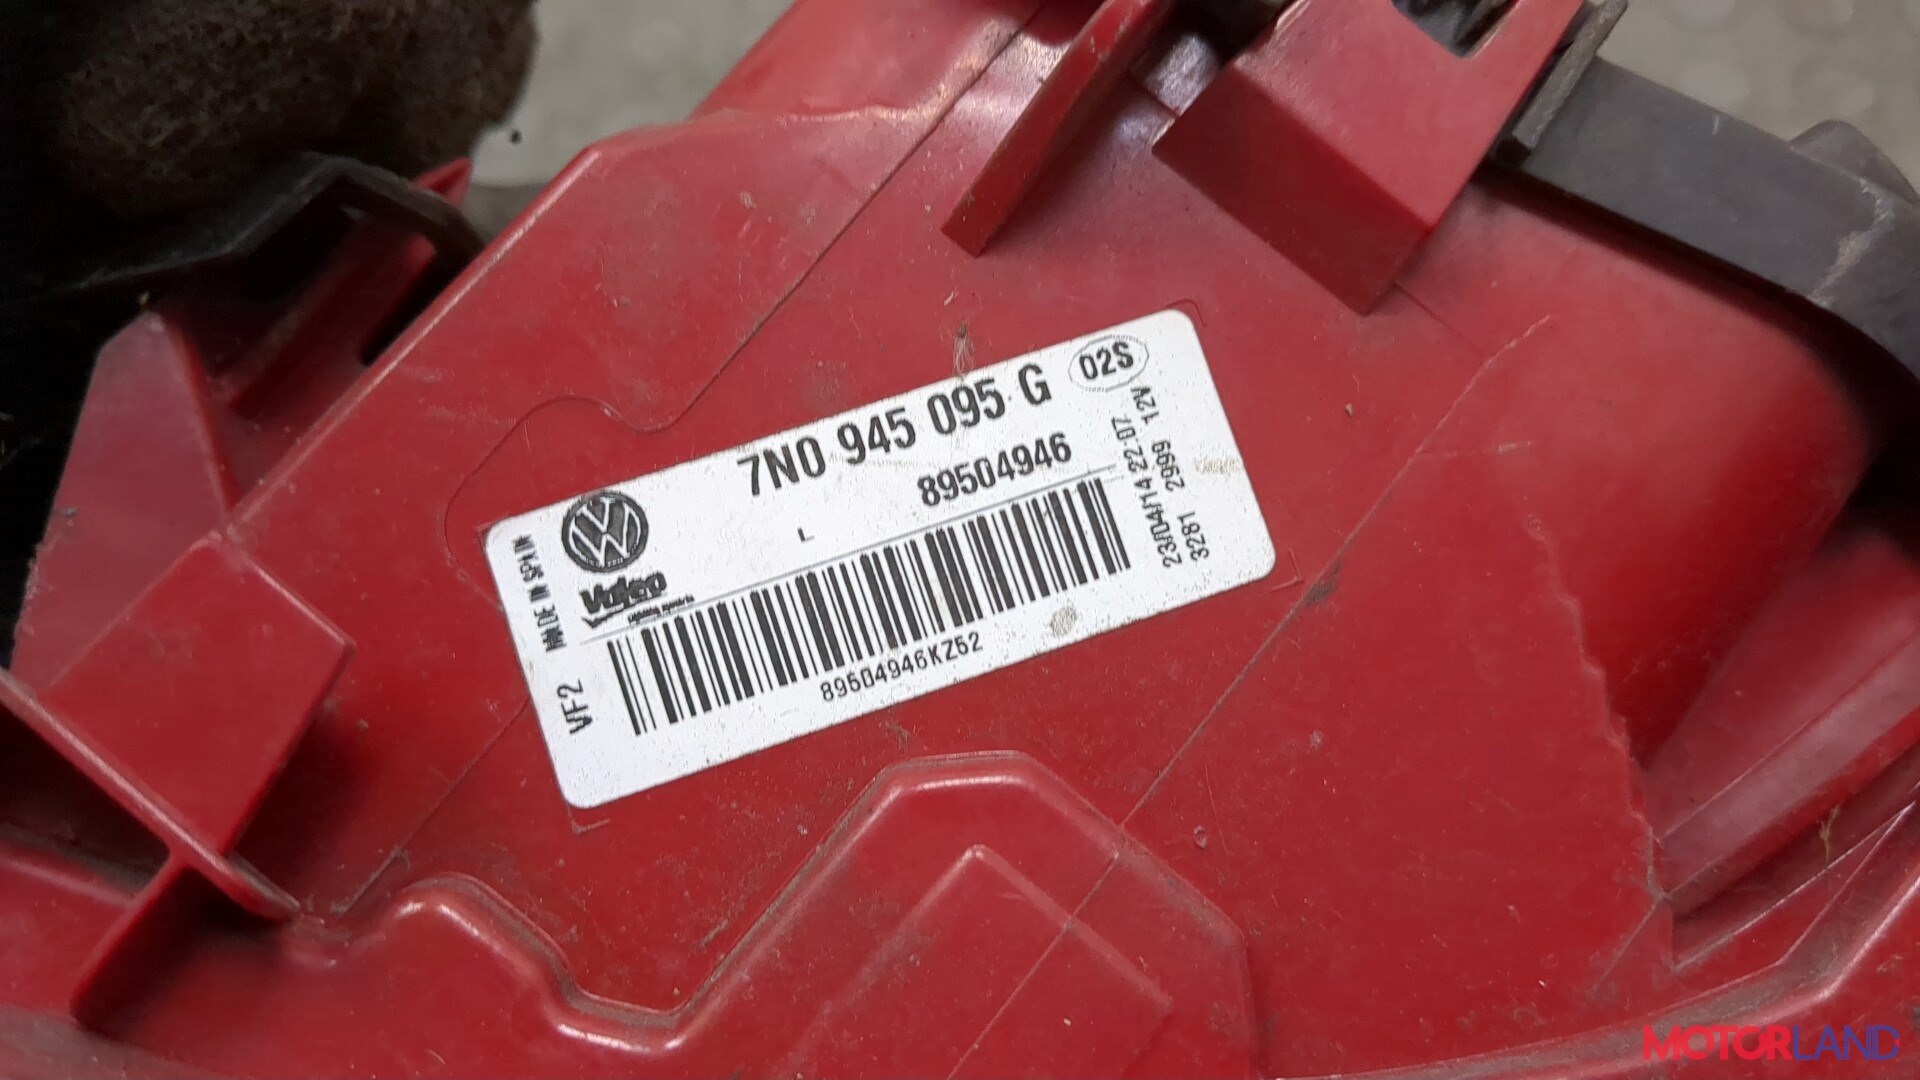 7N0 945 095 G
02S
89504946
L
23/04/14 22:07
3281 2999 12V
MADE IN SPAIN
VF2
Valeo
89504946KZ52
MOTORLAND